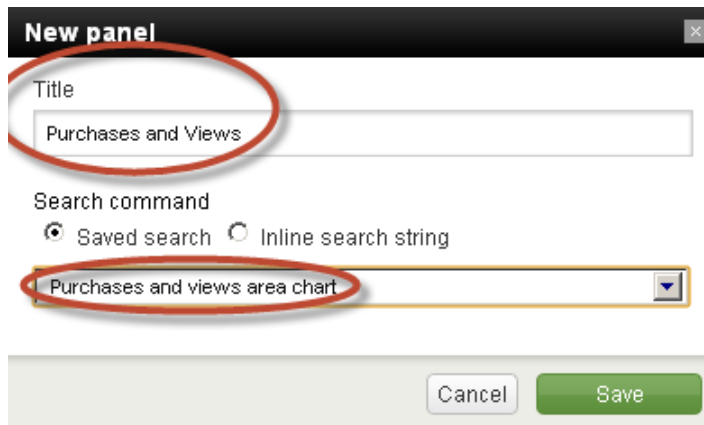 New panel
Title
Purchases and Views
Search command
Saved search Inline search string
Purchases and views area chart
Cancel Save